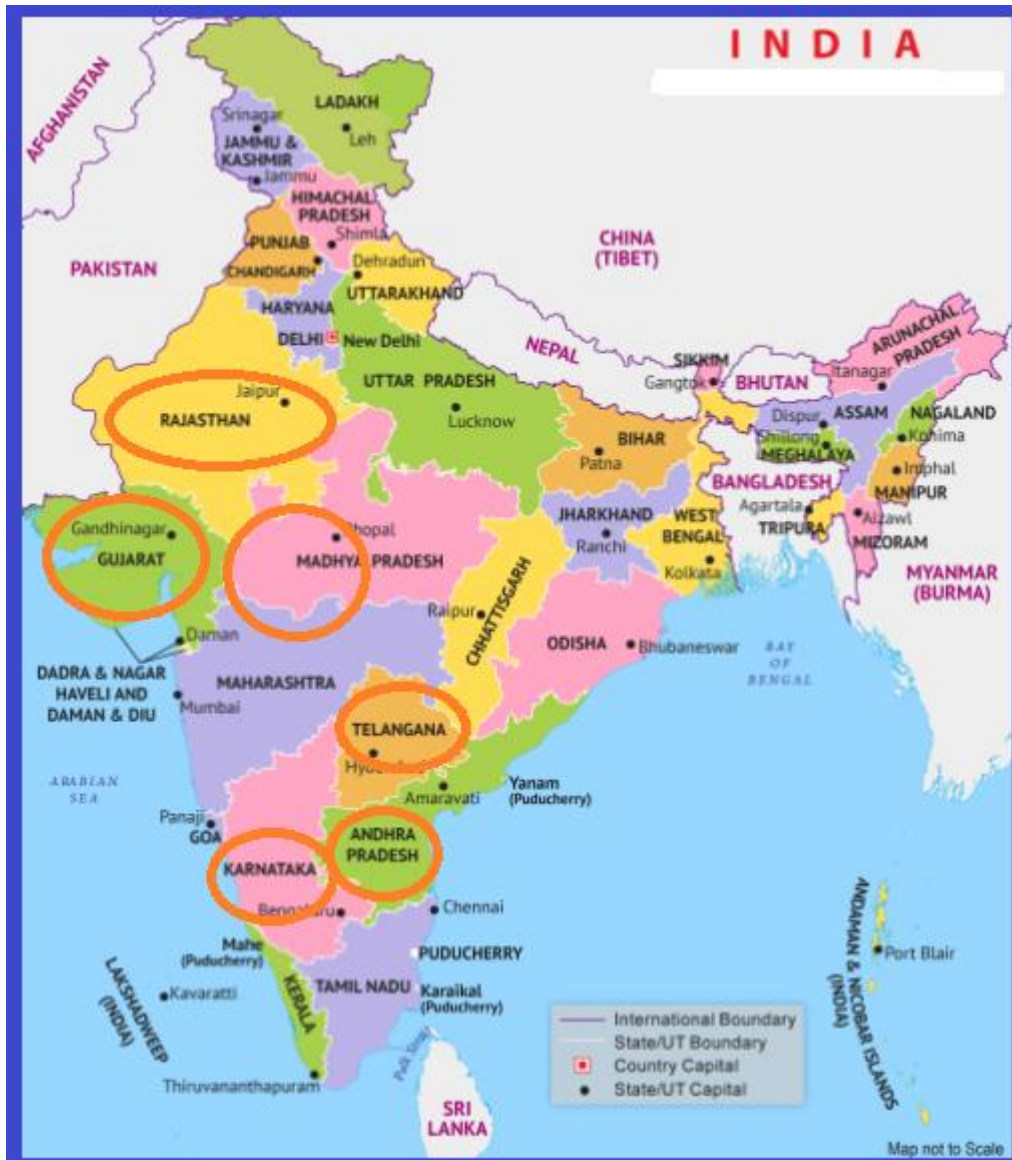 INDIA
AFGHANISTAN
LADAKH
Srinagar
Leh
JAMMU &
KASHMIR
Jammu
HIMACHAL
PRADESH
Shimla
PUNJAB
CHANDIGARH
CHINA
(TIBET)
PAKISTAN
Dehradun
UTTARAKHAND
HARYANA
DELHI
New Delhi
NEPAL
ARUNACHAL
PRADESH
SIKKIM
Gangtok
BHUTAN
Itanagar
UTTAR PRADESH
Lucknow
Jaipur
RAJASTHAN
BIHAR
Patna
Dispur
ASSAM
NAGALAND
Shillong
MEGHALAYA
Kohima
Imphal
MANIPUR
BANGLADESH
Agartala
TRIPURA
Aizawl
MIZORAM
MYANMAR
(BURMA)
JHARKHAND
Ranchi
WEST
BENGAL
Kolkata
Gandhinagar
GUJARAT
Bhopal
MADHYA PRADESH
CHHATTISGARH
Raipur
ODISHA
Bhubaneswar
BAY
OF
BENGAL
Daman
DADRA & NAGAR
HAVELI AND
DAMAN & DIU
MAHARASHTRA
Mumbai
TELANGANA
Hyderabad
ARABIAN
SEA
Yanam
(Puducherry)
Amaravati
Panaji
GOA
ANDHRA
PRADESH
KARNATAKA
Bengaluru
Chennai
Mahe
(Puducherry)
PUDUCHERRY
TAMIL NADU
Karaikal
(Puducherry)
KERALA
LAKSHADWEEP
(INDIA)
Kavaratti
Thiruvananthapuram
Palk Strait
SRI
LANKA
ANDAMAN & NICOBAR ISLANDS
(INDIA)
Port Blair
International Boundary
State/UT Boundary
Country Capital
State/UT Capital
Map not to Scale